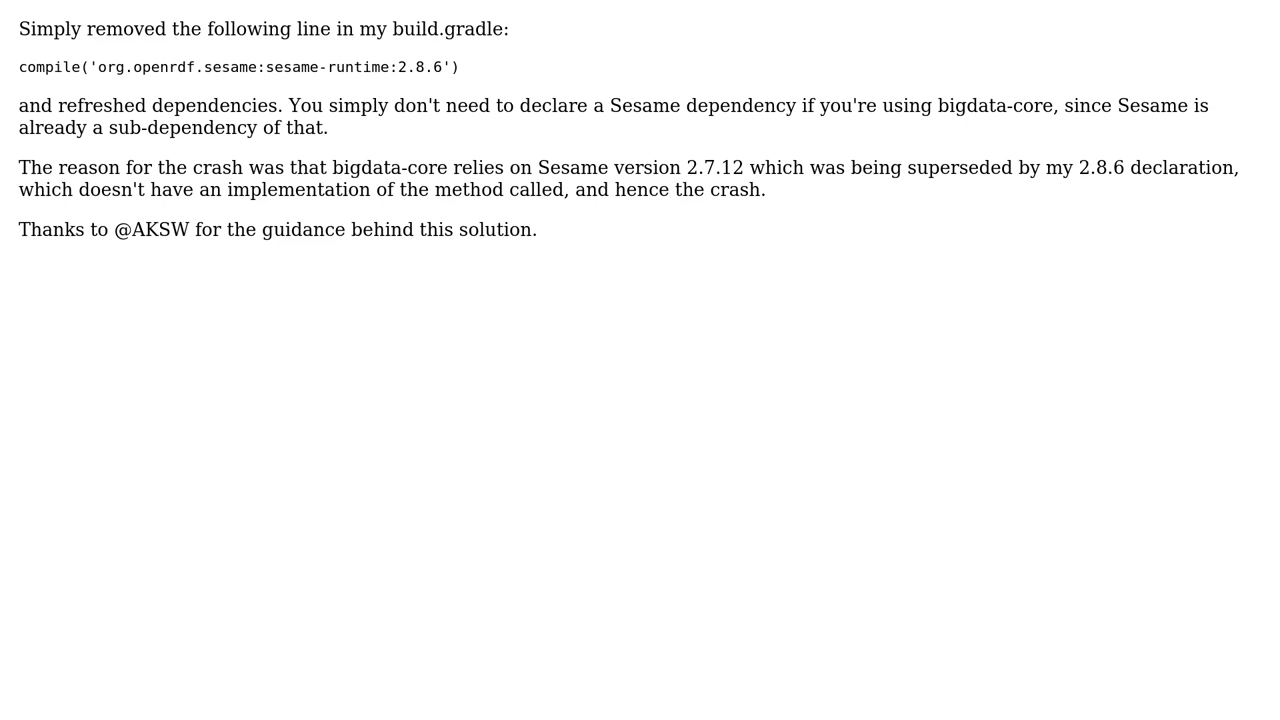 Simply removed the following line in my build.gradle:
compile('org.openrdf.sesame:sesame-runtime:2.8.6')
and refreshed dependencies. You simply don't need to declare a Sesame dependency if you're using bigdata-core, since Sesame is
already a sub-dependency of that.
The reason for the crash was that bigdata-core relies on Sesame version 2.7.12 which was being superseded by my 2.8.6 declaration,
which doesn't have an implementation of the method called, and hence the crash.
Thanks to @AKSW for the guidance behind this solution.